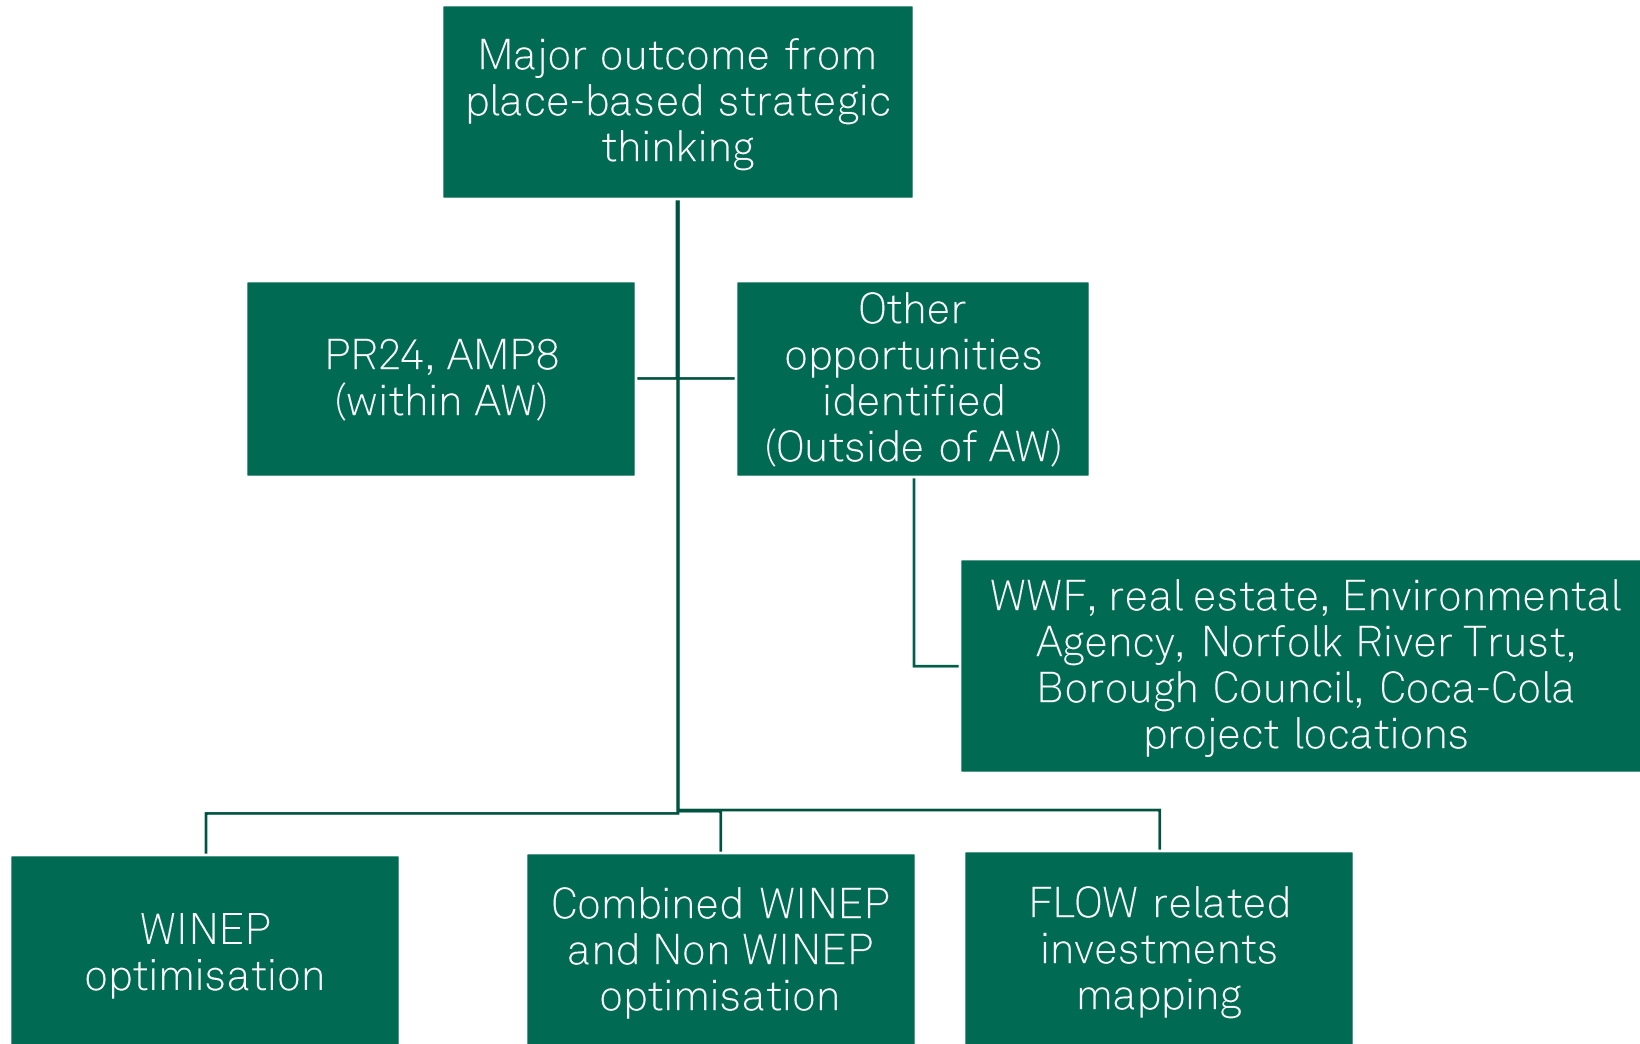 Major outcome from
place-based strategic
thinking
PR24, AMP8
(within AW)
Other
opportunities
identified
(Outside of AW)
WWF, real estate, Environmental
Agency, Norfolk River Trust,
Borough Council, Coca-Cola
project locations
WINEP
optimisation
Combined WINEP
and Non WINEP
optimisation
FLOW related
investments
mapping